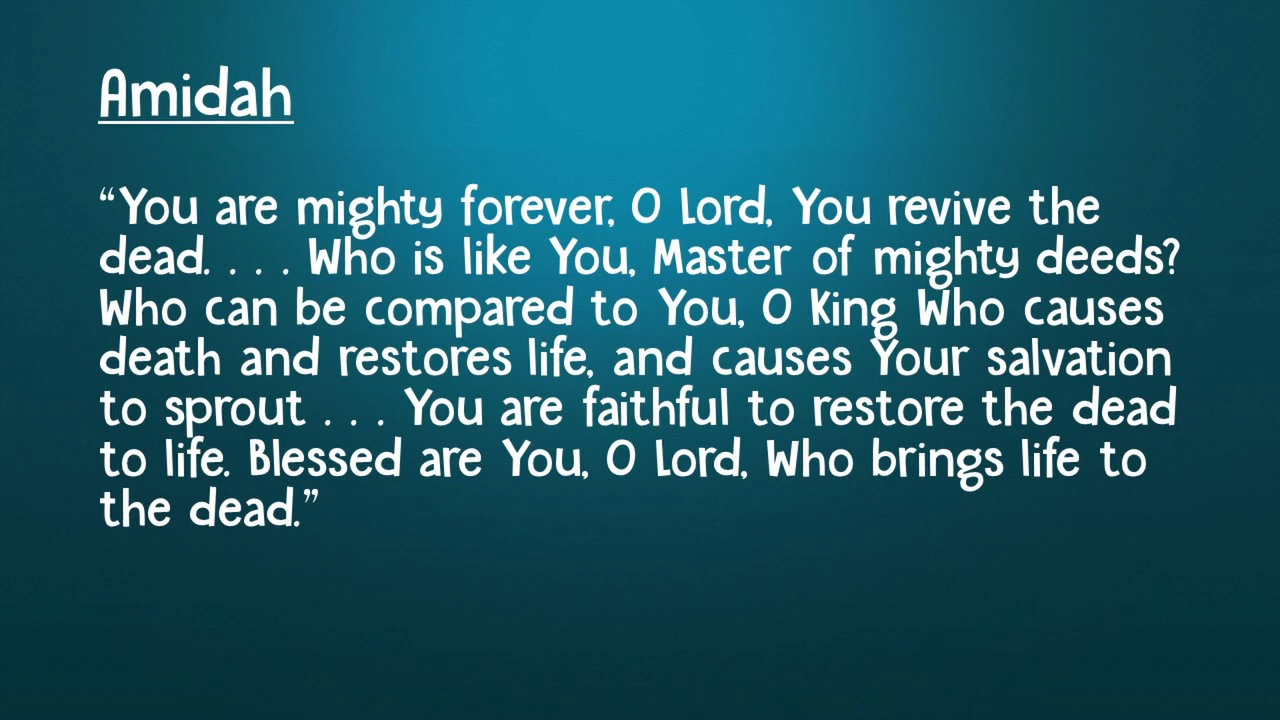 Amidah
“You are mighty forever, O Lord, You revive the
dead. . . . Who is like You, Master of mighty deeds?
Who can be compared to You, O King Who causes
death and restores life, and causes Your salvation
to sprout . . . You are faithful to restore the dead
to life. Blessed are You, O Lord, Who brings life to
the dead.”